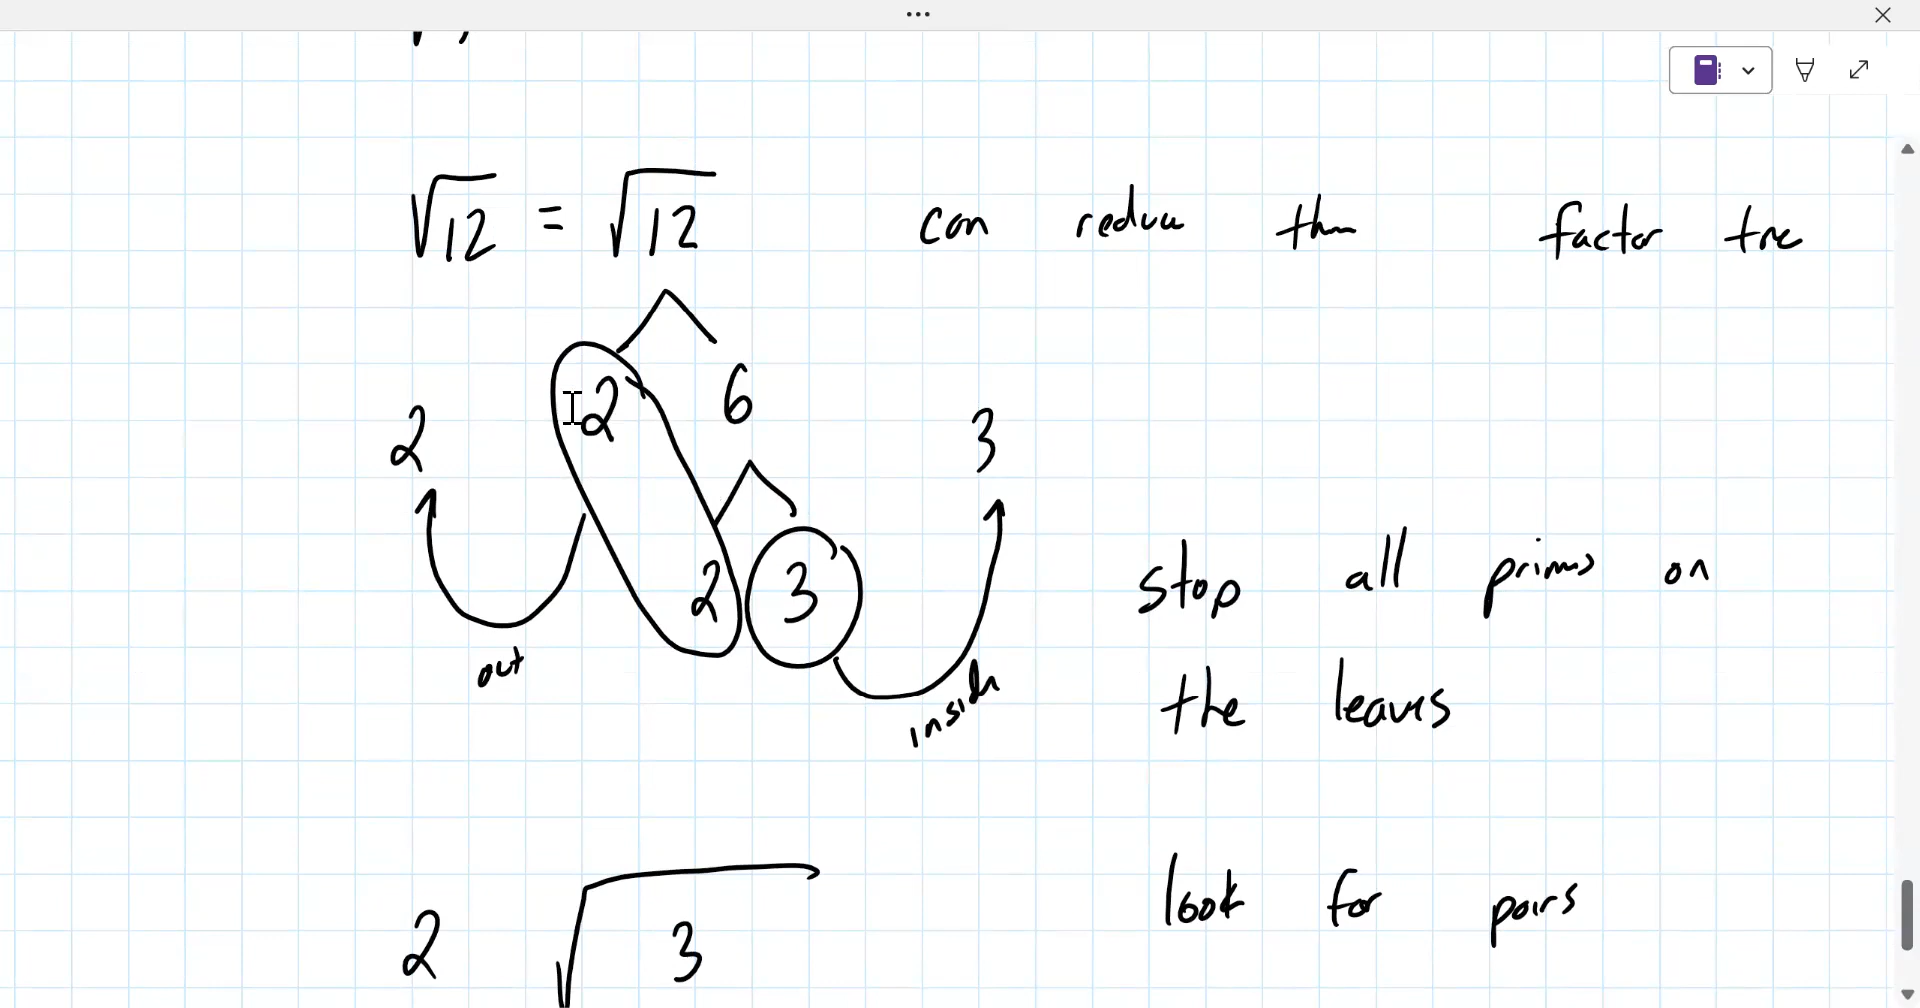 √12 = √12 can reduce thru factor tree
2 6
2 3
2 3 stop all primes on
out inside the leaves
look for pairs
2 √3